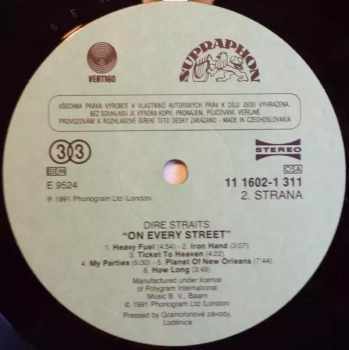 VERTIGO
SUPRAPHON
VŠECHNA PRÁVA VÝROBCE A VLASTNÍKŮ AUTORSKÝCH PRÁV K DÍLU JSOU VYHRAZENA.
BEZ SOUHLASU JE VÝROBA KOPIÍ, PRONÁJEM, PŮJČOVÁNÍ, VEŘEJNÉ
PROVOZOVÁNÍ A ROZHLASOVÉ ŠÍŘENÍ TÉTO DESKY ZAKÁZÁNO - MADE IN CZECHOSLOVAKIA
33
STEREO
E 9524
11 1602-1 311
2. STRANA
℗ 1991 Phonogram Ltd (London)
DIRE STRAITS
"ON EVERY STREET"
1. Heavy Fuel (4:54) - 2. Iron Hand (3:07)
3. Ticket To Heaven (4:22)
4. My Parties (5:30) - 5. Planet Of New Orleans (7:44)
6. How Long (3:49)
Manufactured under licence
of Polygram International
Music B. V., Baarn
© 1991 Phonogram Ltd (London)
Pressed by Gramofonové závody,
Loděnice